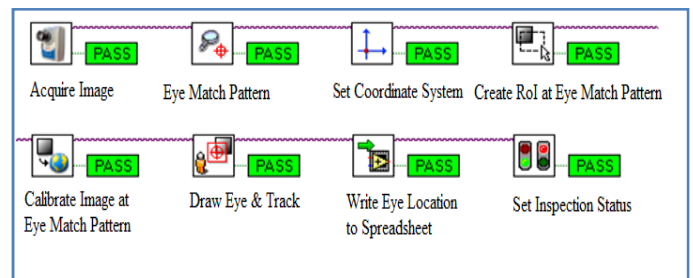 PASS PASS PASS PASS
Acquire Image Eye Match Pattern Set Coordinate System Create RoI at Eye Match Pattern
PASS PASS PASS PASS
Calibrate Image at
Eye Match Pattern
Draw Eye & Track
Write Eye Location
to Spreadsheet
Set Inspection Status